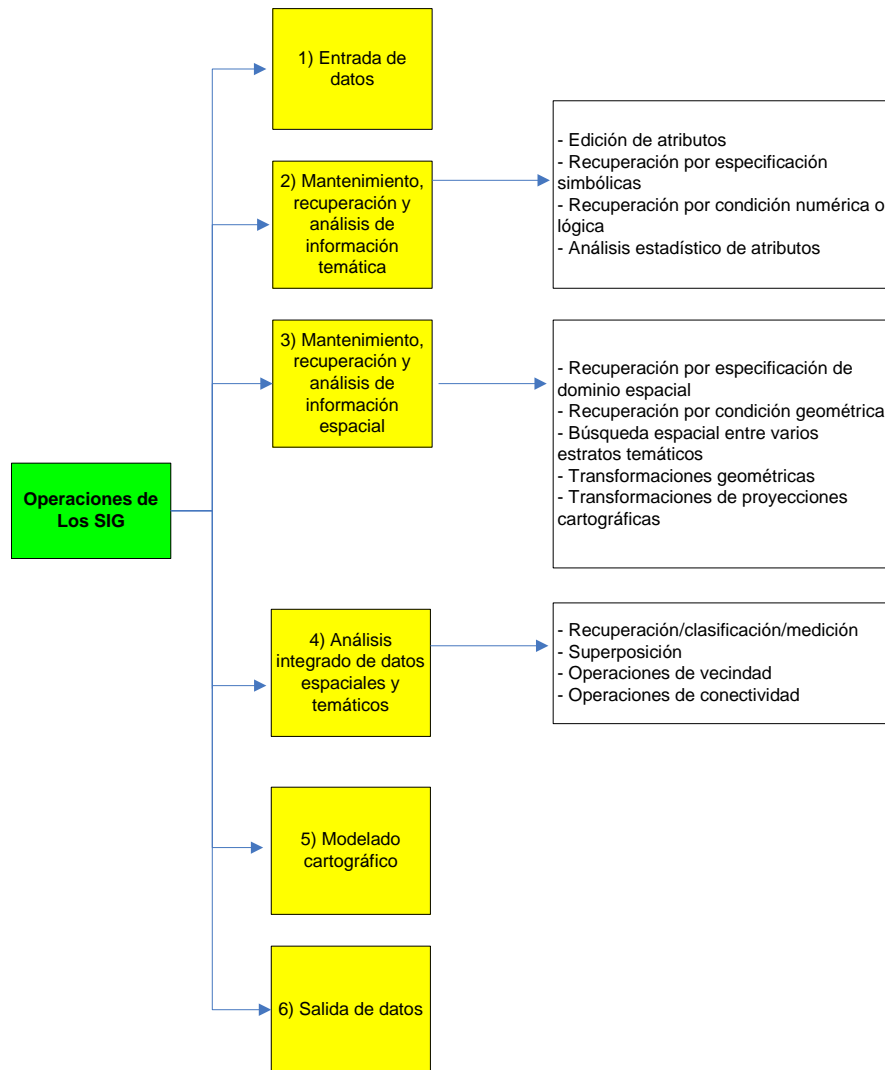 1) Entrada de
datos
2) Mantenimiento,
recuperación y
análisis de
información
temática
- Edición de atributos
- Recuperación por especificación
simbólicas
- Recuperación por condición numérica o
lógica
- Análisis estadístico de atributos
3) Mantenimiento,
recuperación y
análisis de
información
espacial
- Recuperación por especificación de
dominio espacial
- Recuperación por condición geométrica
- Búsqueda espacial entre varios
estratos temáticos
- Transformaciones geométricas
- Transformaciones de proyecciones
cartográficas
Operaciones de
Los SIG
4) Análisis
integrado de datos
espaciales y
temáticos
- Recuperación/clasificación/medición
- Superposición
- Operaciones de vecindad
- Operaciones de conectividad
5) Modelado
cartográfico
6) Salida de datos